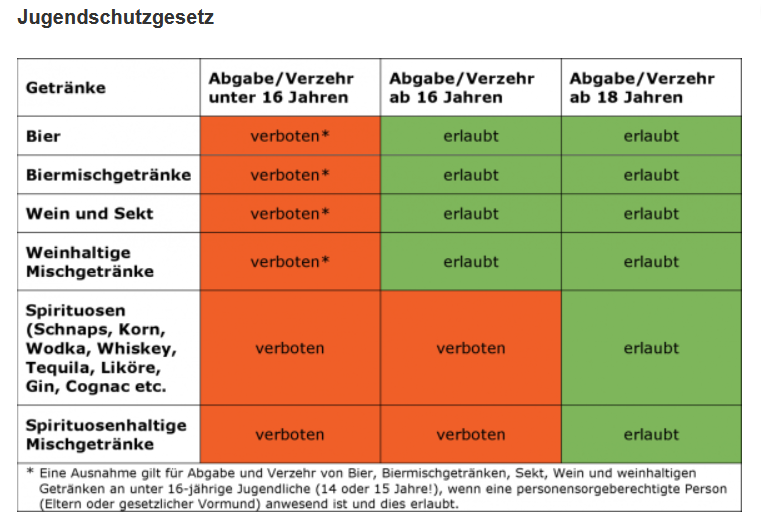 Jugendschutzgesetz
Getränke
Abgabe/Verzehr
unter 16 Jahren
Abgabe/Verzehr
ab 16 Jahren
Abgabe/Verzehr
ab 18 Jahren
Bier
verboten*
erlaubt
erlaubt
Biermischgetränke
verboten*
erlaubt
erlaubt
Wein und Sekt
verboten*
erlaubt
erlaubt
Weinhaltige
Mischgetränke
verboten*
erlaubt
erlaubt
Spirituosen
(Schnaps, Korn,
Wodka, Whiskey,
Tequila, Liköre,
Gin, Cognac etc.
verboten
verboten
erlaubt
Spirituosenhaltige
Mischgetränke
verboten
verboten
erlaubt
* Eine Ausnahme gilt für Abgabe und Verzehr von Bier, Biermischgetränken, Sekt, Wein und weinhaltigen
Getränken an unter 16-jährige Jugendliche (14 oder 15 Jahre!), wenn eine personensorgeberechtigte Person
(Eltern oder gesetzlicher Vormund) anwesend ist und dies erlaubt.